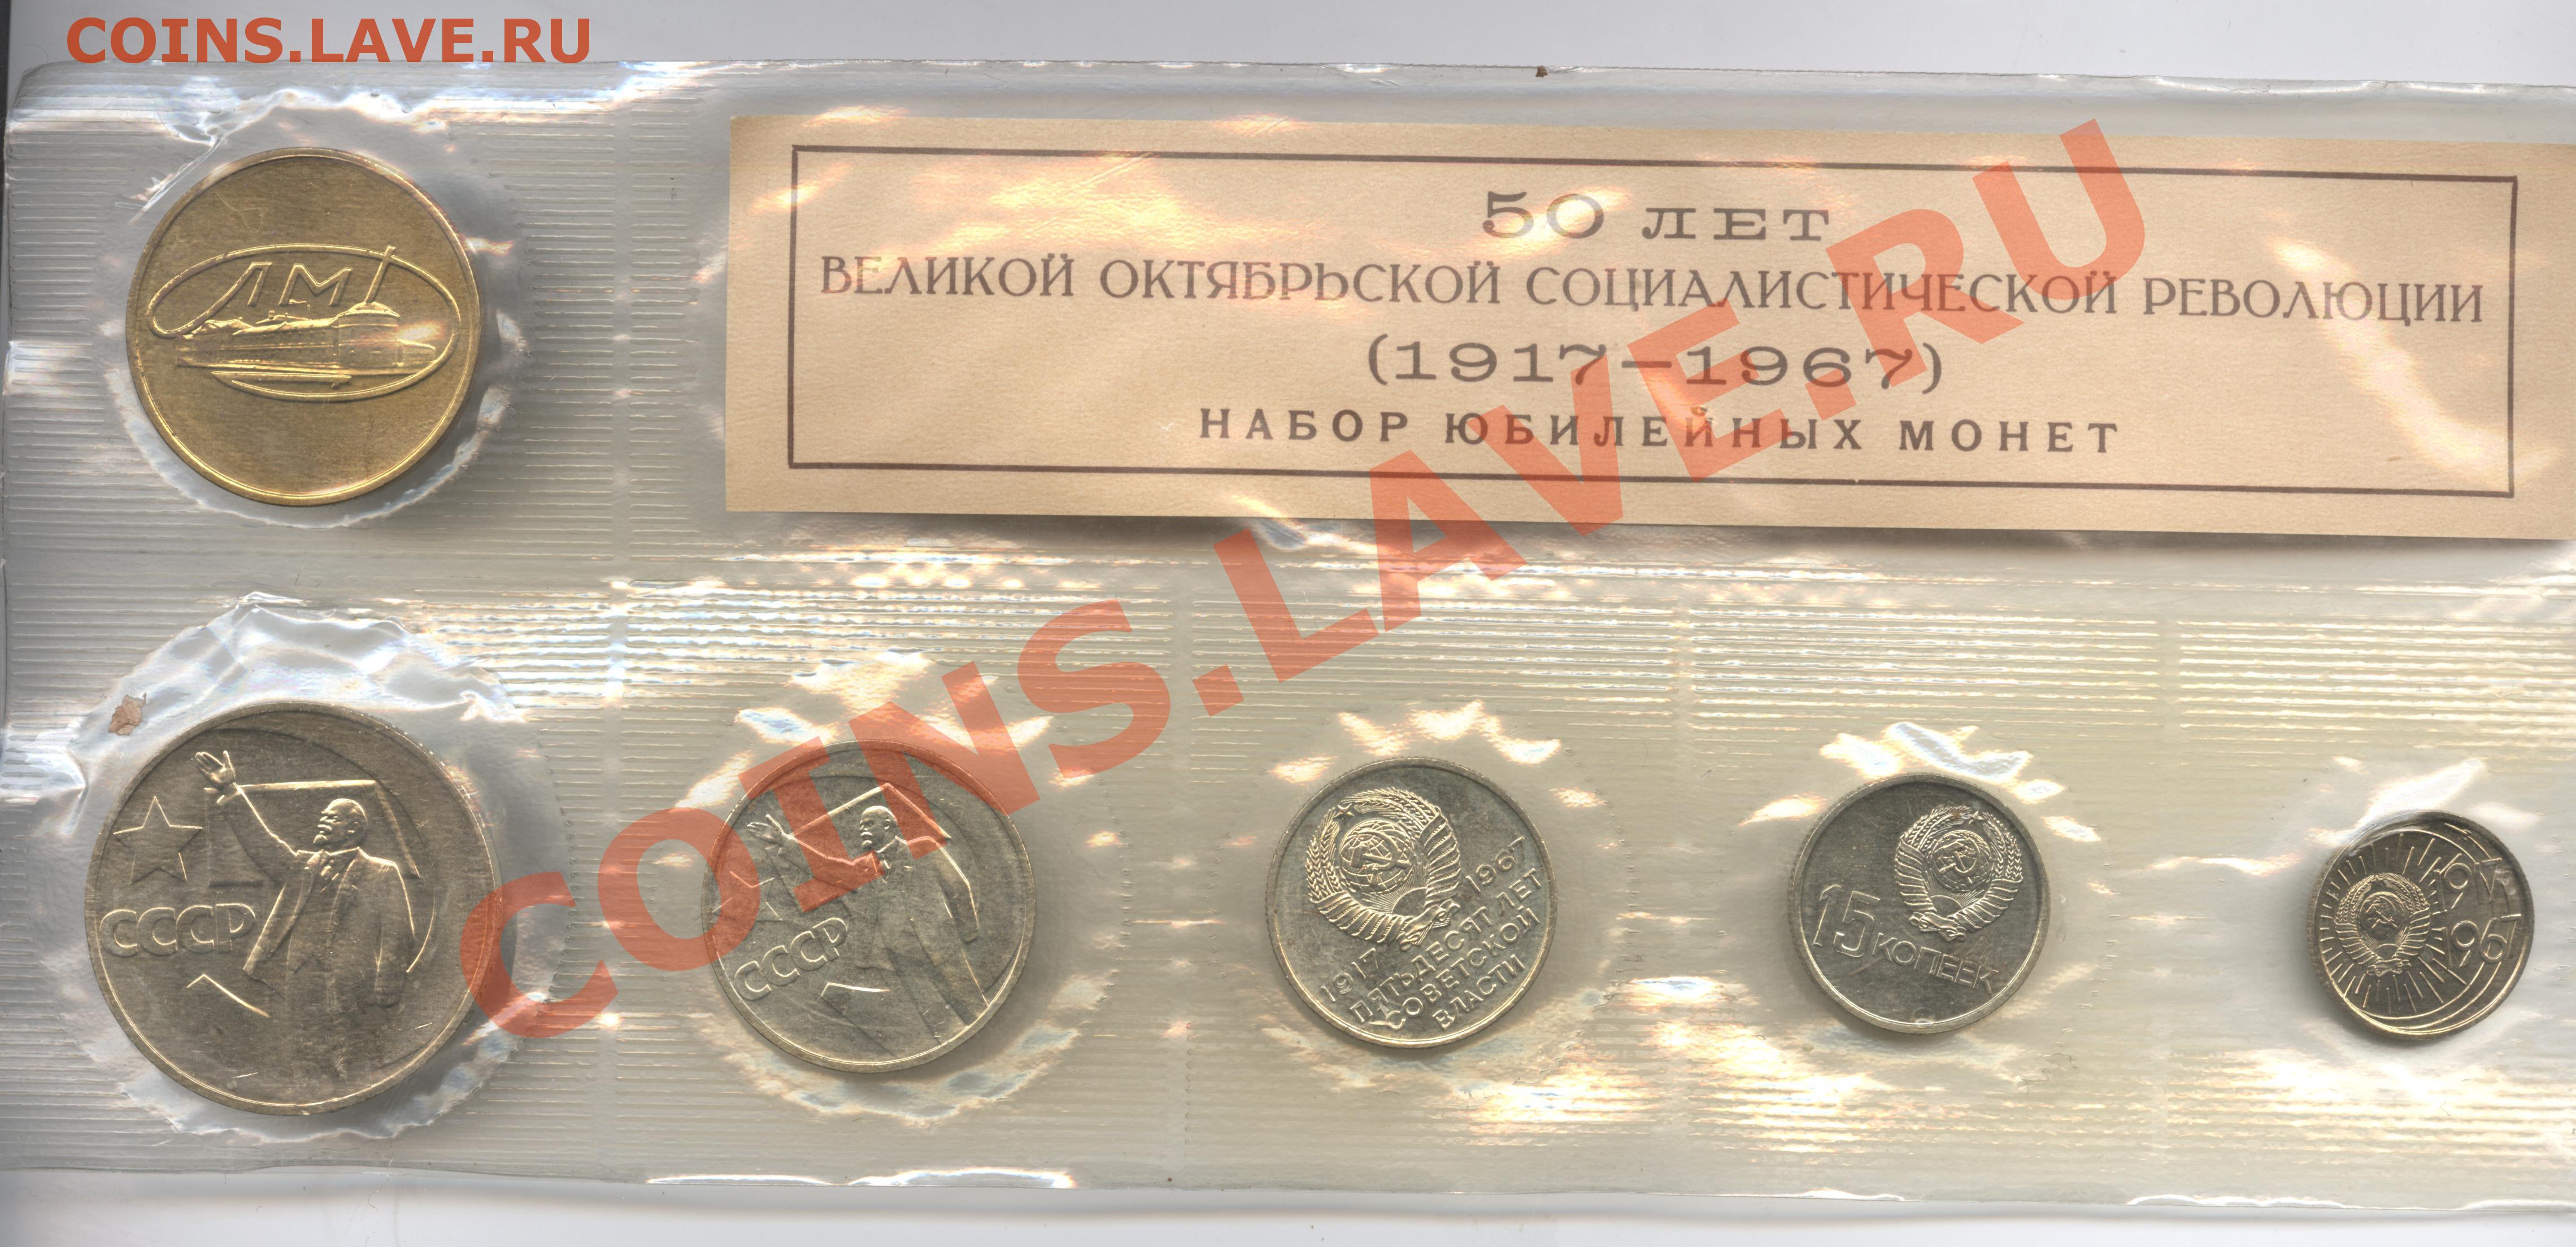 COINS.LAVE.RU
50 ЛЕТ
ВЕЛИКОЙ ОКТЯБРЬСКОЙ СОЦИАЛИСТИЧЕСКОЙ РЕВОЛЮЦИИ
(1917–1967)
НАБОР ЮБИЛЕЙНЫХ МОНЕТ
ЛМД
COINS.LAVE.RU
СССР
СССР
1917 1967
ПЯТЬДЕСЯТ ЛЕТ
СОВЕТСКОЙ
ВЛАСТИ
15 КОПЕЕК
1917
1967